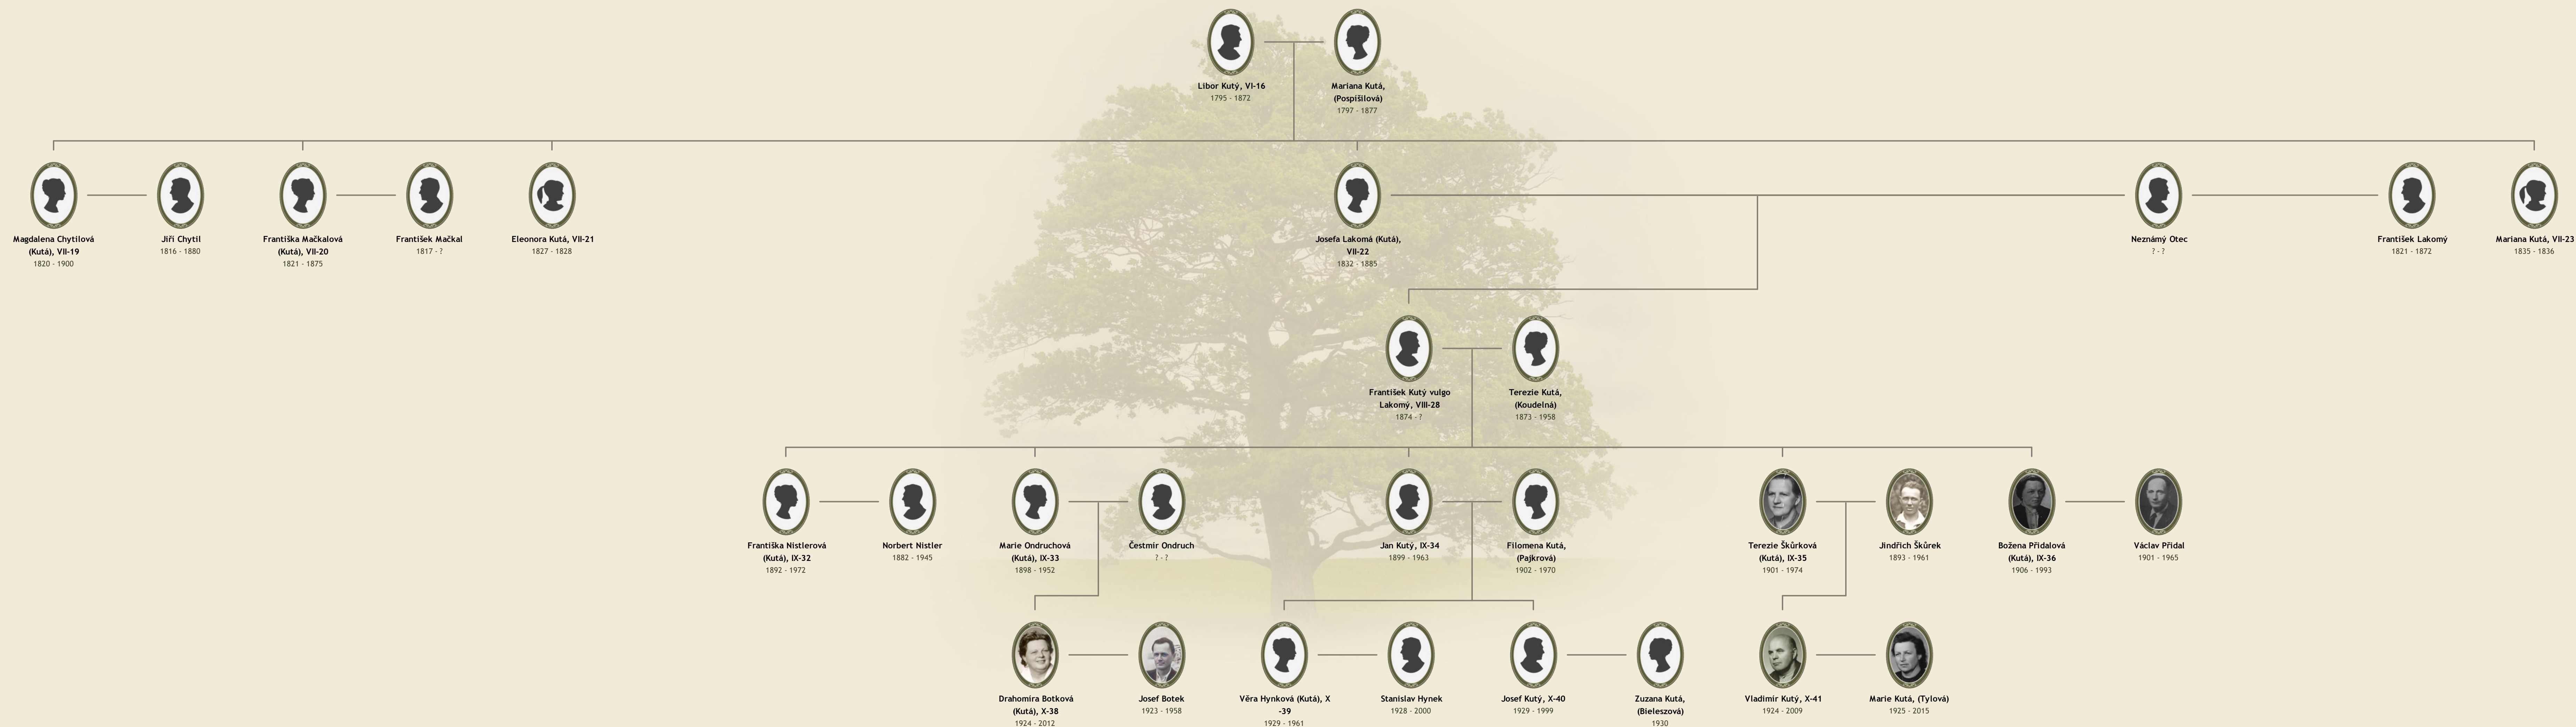 Libor Kutý, VI-16
1795 - 1872
Mariana Kutá,
(Pospíšilová)
1797 - 1877
Magdalena Chytilová
(Kutá), VII-19
1820 - 1900
Jiří Chytil
1816 - 1880
Františka Mačkalová
(Kutá), VII-20
1821 - 1875
František Mačkal
1817 - ?
Eleonora Kutá, VII-21
1827 - 1828
Josefa Lakomá (Kutá),
VII-22
1832 - 1885
Neznámý Otec
? - ?
František Lakomý
1821 - 1872
Mariana Kutá, VII-23
1835 - 1836
František Kutý vulgo
Lakomý, VIII-28
1874 - ?
Terezie Kutá,
(Koudelná)
1873 - 1958
Františka Nistlerová
(Kutá), IX-32
1892 - 1972
Norbert Nistler
1882 - 1945
Marie Ondruchová
(Kutá), IX-33
1898 - 1952
Čestmír Ondruch
? - ?
Jan Kutý, IX-34
1899 - 1963
Filomena Kutá,
(Pajkrová)
1902 - 1970
Terezie Škůrková
(Kutá), IX-35
1901 - 1974
Jindřich Škůrek
1893 - 1961
Božena Přidalová
(Kutá), IX-36
1906 - 1993
Václav Přidal
1901 - 1965
Drahomíra Botková
(Kutá), X-38
1924 - 2012
Josef Botek
1923 - 1958
Věra Hynková (Kutá), X
-39
1929 - 1961
Stanislav Hynek
1928 - 2000
Josef Kutý, X-40
1929 - 1999
Zuzana Kutá,
(Bieleszová)
1930
Vladimír Kutý, X-41
1924 - 2009
Marie Kutá, (Tylová)
1925 - 2015